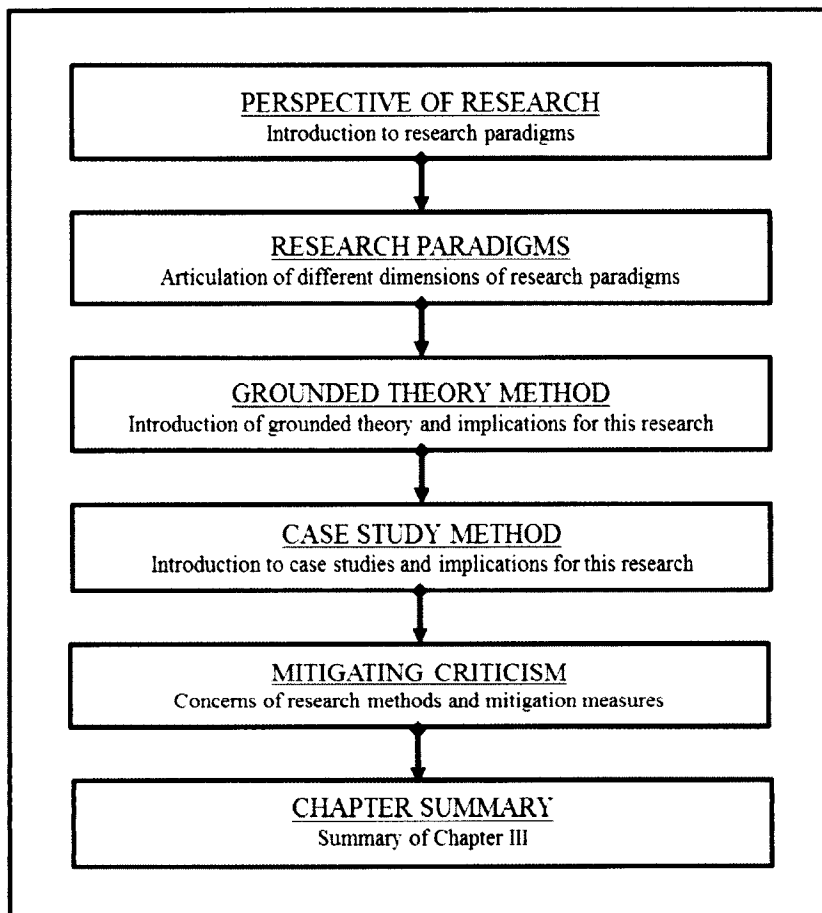 PERSPECTIVE OF RESEARCH
Introduction to research paradigms
RESEARCH PARADIGMS
Articulation of different dimensions of research paradigms
GROUNDED THEORY METHOD
Introduction of grounded theory and implications for this research
CASE STUDY METHOD
Introduction to case studies and implications for this research
MITIGATING CRITICISM
Concerns of research methods and mitigation measures
CHAPTER SUMMARY
Summary of Chapter III